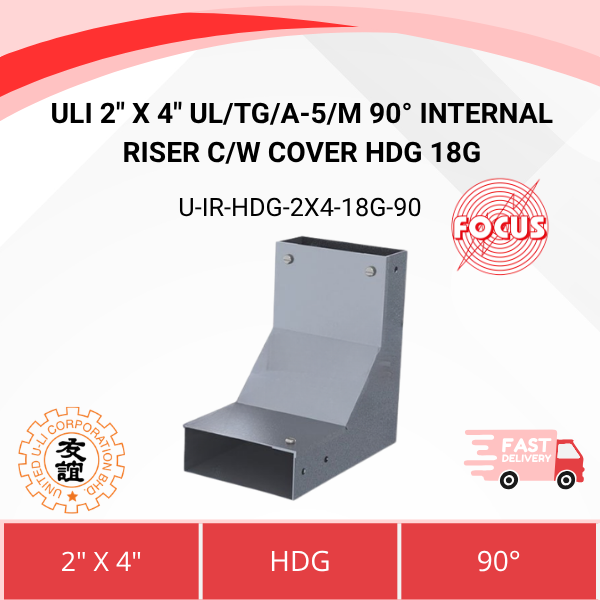 ULI 2" X 4" UL/TG/A-5/M 90° INTERNAL
RISER C/W COVER HDG 18G
U-IR-HDG-2X4-18G-90
FOCUS
UNITED U-LI CORPORATION BHD
友
誼
FAST
DELIVERY
2" X 4"
HDG
90°